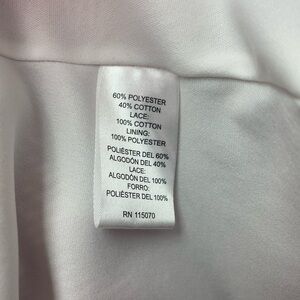 60% POLYESTER
40% COTTON
LACE:
100% COTTON
LINING:
100% POLYESTER
POLIÉSTER DEL 60%
ALGODÓN DEL 40%
LACE:
ALGODÓN DEL 100%
FORRO:
POLIÉSTER DEL 100%
RN 115070